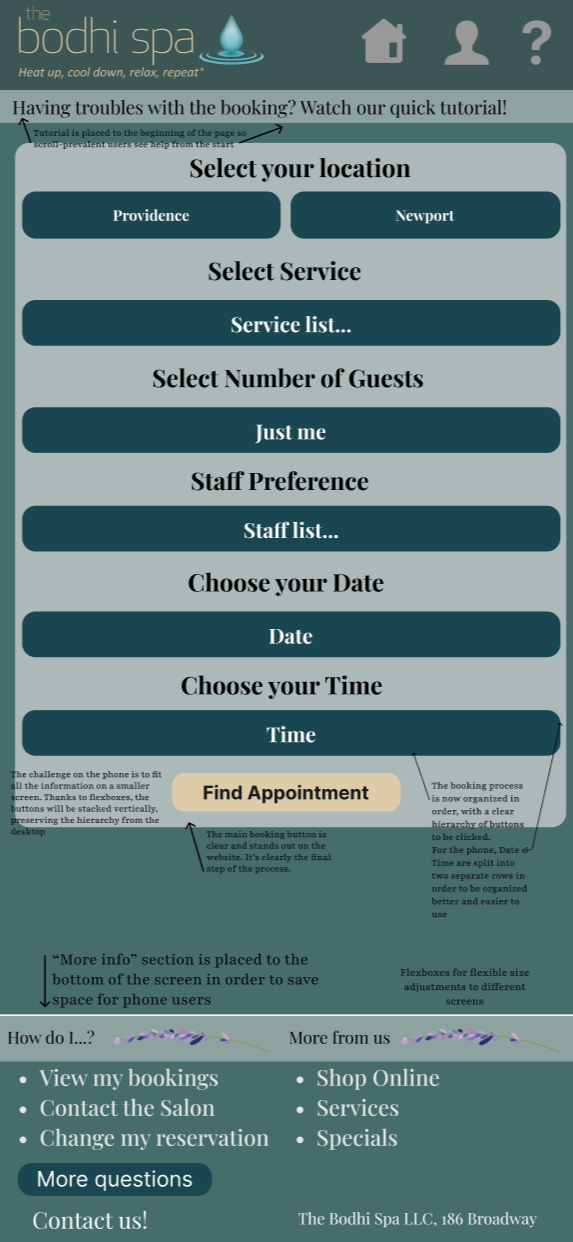 the
bodhi spa
Heat up, cool down, relax, repeat*
Having troubles with the booking? Watch our quick tutorial!
Tutorial is placed to the beginning of the page so
scroll-prevalent users see help from the start
Select your location
Providence
Newport
Select Service
Service list...
Select Number of Guests
Just me
Staff Preference
Staff list...
Choose your Date
Date
Choose your Time
Time
The challenge on the phone is to fit
all the information on a smaller
screen. Thanks to flexboxes, the
buttons will be stacked vertically,
preserving the hierarchy from the
desktop
Find Appointment
The main booking button is
clear and stands out on the
website. It's clearly the final
step of the process.
The booking process
is now organized in
order, with a clear
hierarchy of buttons
to be clicked.
For the phone, Date &
Time are split into
two separate rows in
order to be organized
better and easier to
use
“More info” section is placed to the
bottom of the screen in order to save
space for phone users
Flexboxes for flexible size
adjustments to different
screens
How do I...?
More from us
• View my bookings
• Contact the Salon
• Change my reservation
• Shop Online
• Services
• Specials
More questions
Contact us!
The Bodhi Spa LLC, 186 Broadway